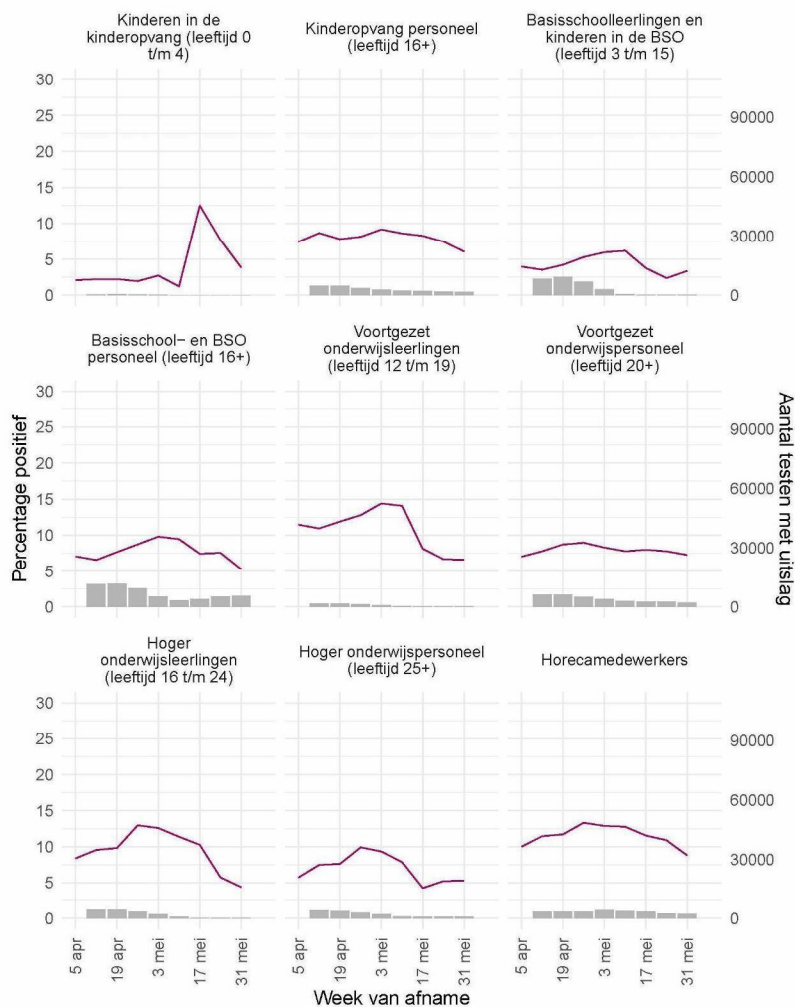 Kinderen in de
kinderopvang (leeftijd 0
t/m 4)
Kinderopvang personeel
(leeftijd 16+)
Basisschoolleerlingen en
kinderen in de BSO
(leeftijd 3 t/m 15)
30
25
20
15
10
5
0
90000
60000
30000
0
Basisschool- en BSO
personeel (leeftijd 16+)
Voortgezet
onderwijsleerlingen
(leeftijd 12 t/m 19)
Voortgezet
onderwijspersoneel
(leeftijd 20+)
Percentage positief
30
25
20
15
10
5
0
90000
60000
30000
0
Aantal testen met uitslag
Hoger
onderwijsleerlingen
(leeftijd 16 t/m 24)
Hoger onderwijspersoneel
(leeftijd 25+)
Horecamedewerkers
30
25
20
15
10
5
0
90000
60000
30000
0
5 apr
19 apr
3 mei
17 mei
31 mei
5 apr
19 apr
3 mei
17 mei
31 mei
5 apr
19 apr
3 mei
17 mei
31 mei
Week van afname